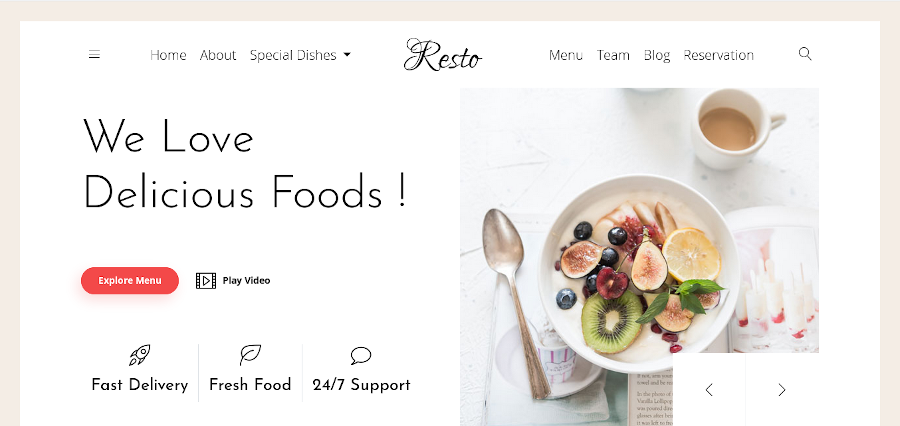 Home About Special Dishes Resto Menu Team Blog Reservation
We Love
Delicious Foods !
Explore Menu Play Video
Fast Delivery Fresh Food 24/7 Support